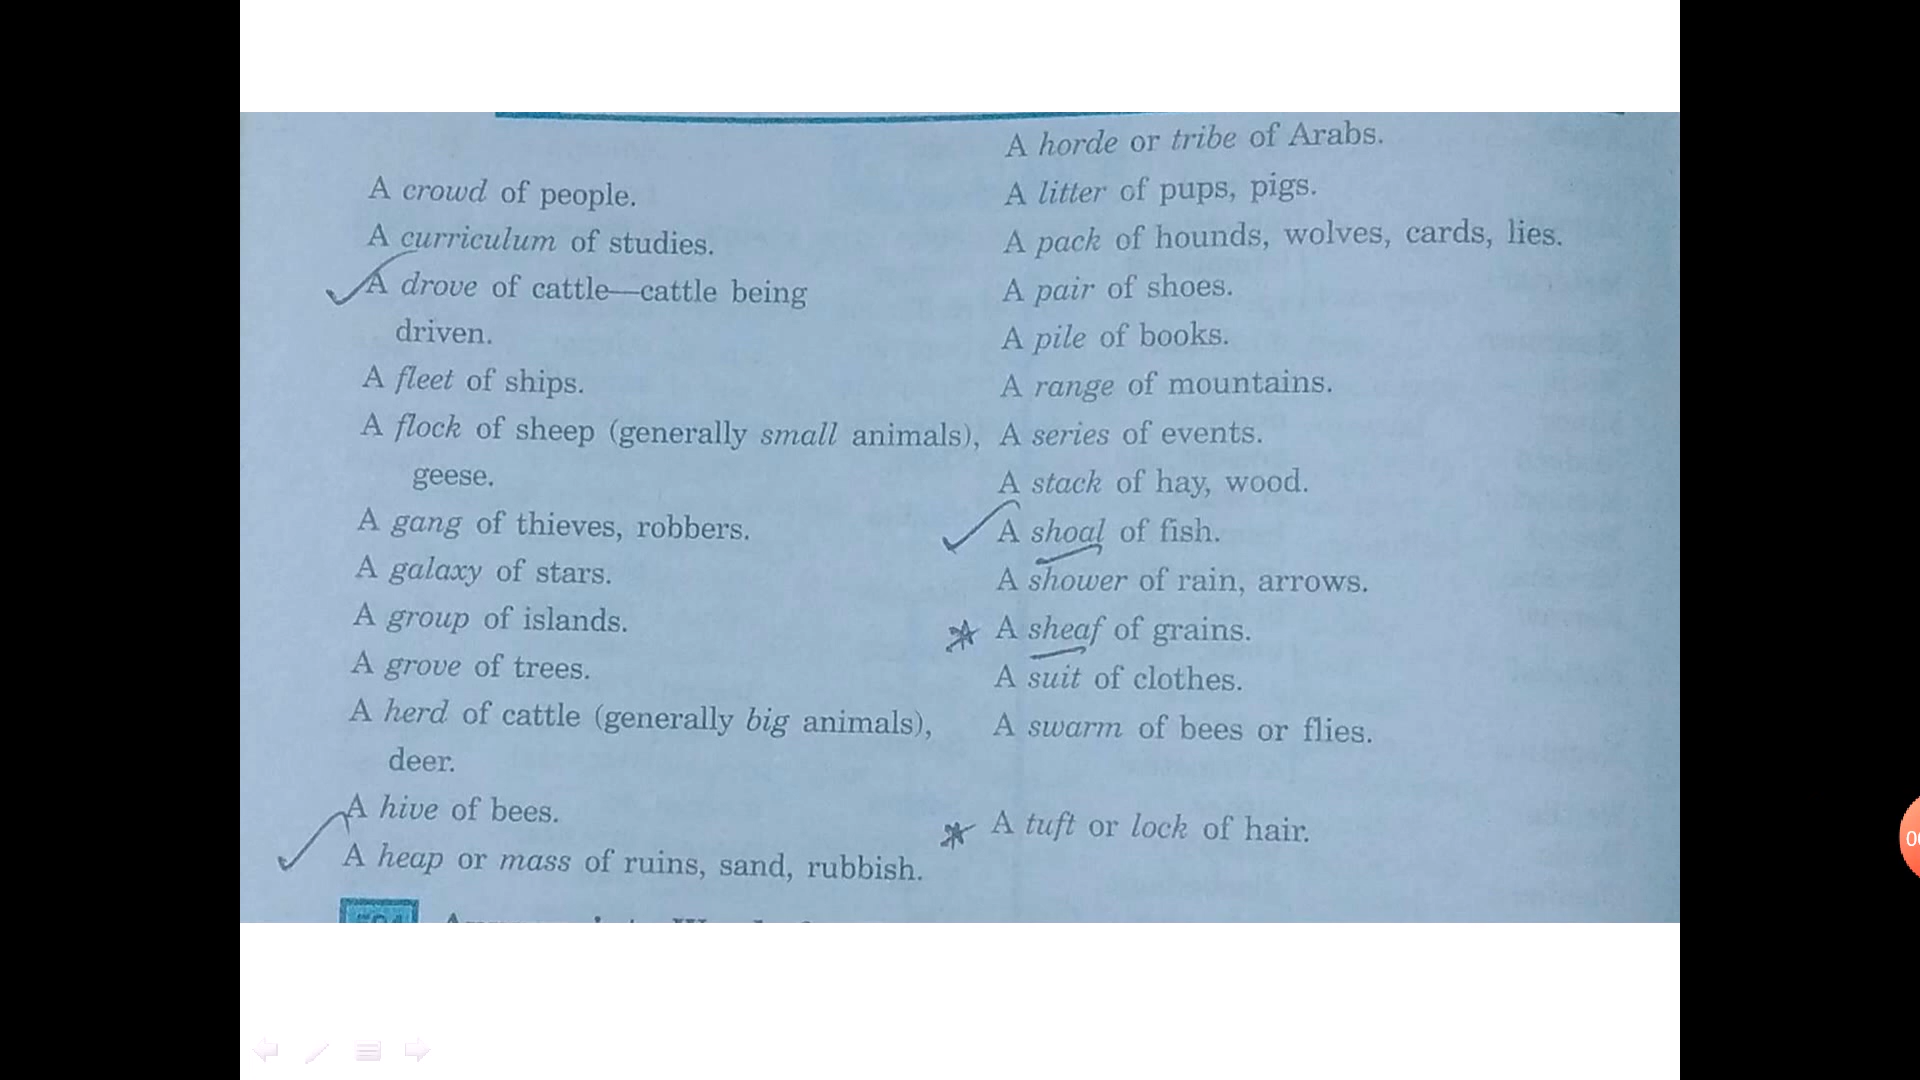 A crowd of people.
A curriculum of studies.
A drove of cattle—cattle being
driven.
A fleet of ships.
A flock of sheep (generally small animals),
geese.
A gang of thieves, robbers.
A galaxy of stars.
A group of islands.
A grove of trees.
A herd of cattle (generally big animals),
deer.
A hive of bees.
A heap or mass of ruins, sand, rubbish.
A horde or tribe of Arabs.
A litter of pups, pigs.
A pack of hounds, wolves, cards, lies.
A pair of shoes.
A pile of books.
A range of mountains.
A series of events.
A stack of hay, wood.
A shoal of fish.
A shower of rain, arrows.
A sheaf of grains.
A suit of clothes.
A swarm of bees or flies.
A tuft or lock of hair.